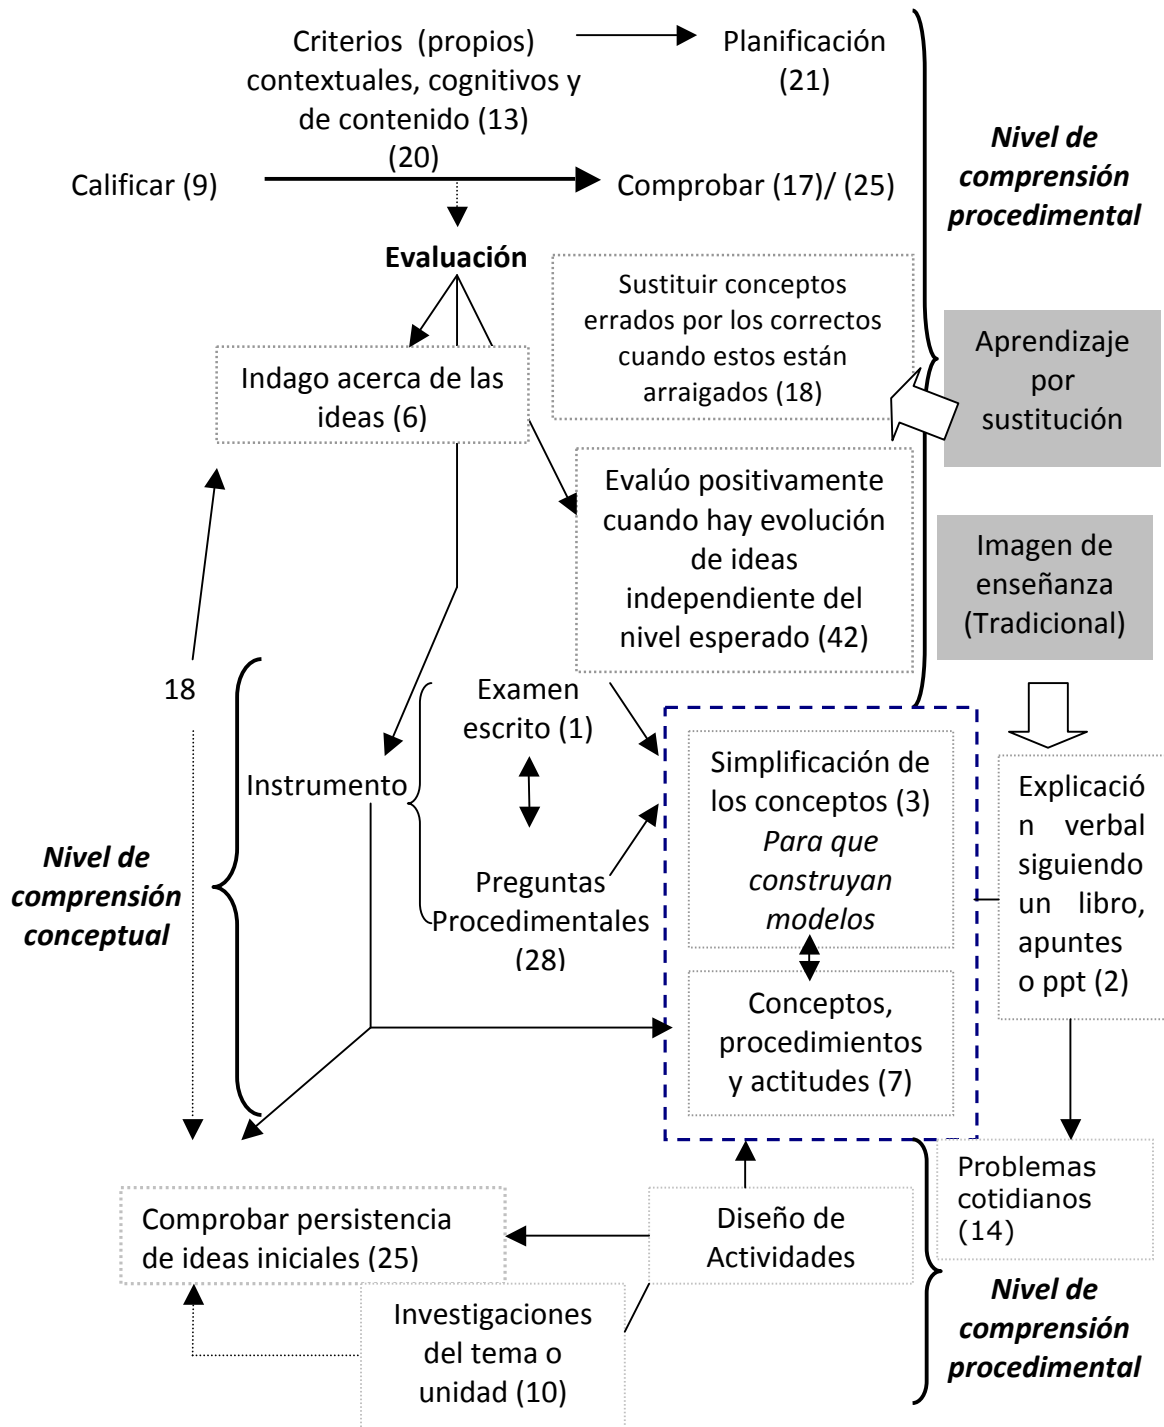 Criterios (propios)
contextuales, cognitivos y
de contenido (13)
(20)
Planificación
(21)
Calificar (9)
Comprobar (17)/ (25)
Nivel de
comprensión
procedimental
Evaluación
Sustituir conceptos
errados por los correctos
cuando estos están
arraigados (18)
Aprendizaje
por
sustitución
Indago acerca de las
ideas (6)
Evalúo positivamente
cuando hay evolución
de ideas
independiente del
nivel esperado (42)
Imagen de
enseñanza
(Tradicional)
18
Examen
escrito (1)
Instrumento
Preguntas
Procedimentales
(28)
Nivel de
comprensión
conceptual
Simplificación de
los conceptos (3)
Para que
construyan
modelos
Conceptos,
procedimientos
y actitudes (7)
Explicació
n verbal
siguiendo
un libro,
apuntes
o ppt (2)
Problemas
cotidianos
(14)
Comprobar persistencia
de ideas iniciales (25)
Diseño de
Actividades
Investigaciones
del tema o
unidad (10)
Nivel de
comprensión
procedimental